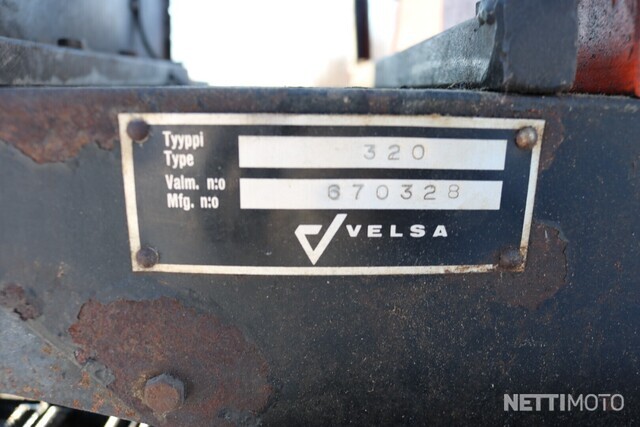 Tyyppi
Type 320
Valm. n:o
Mfg. n:o 670328
VELSA
NETTIMOTO